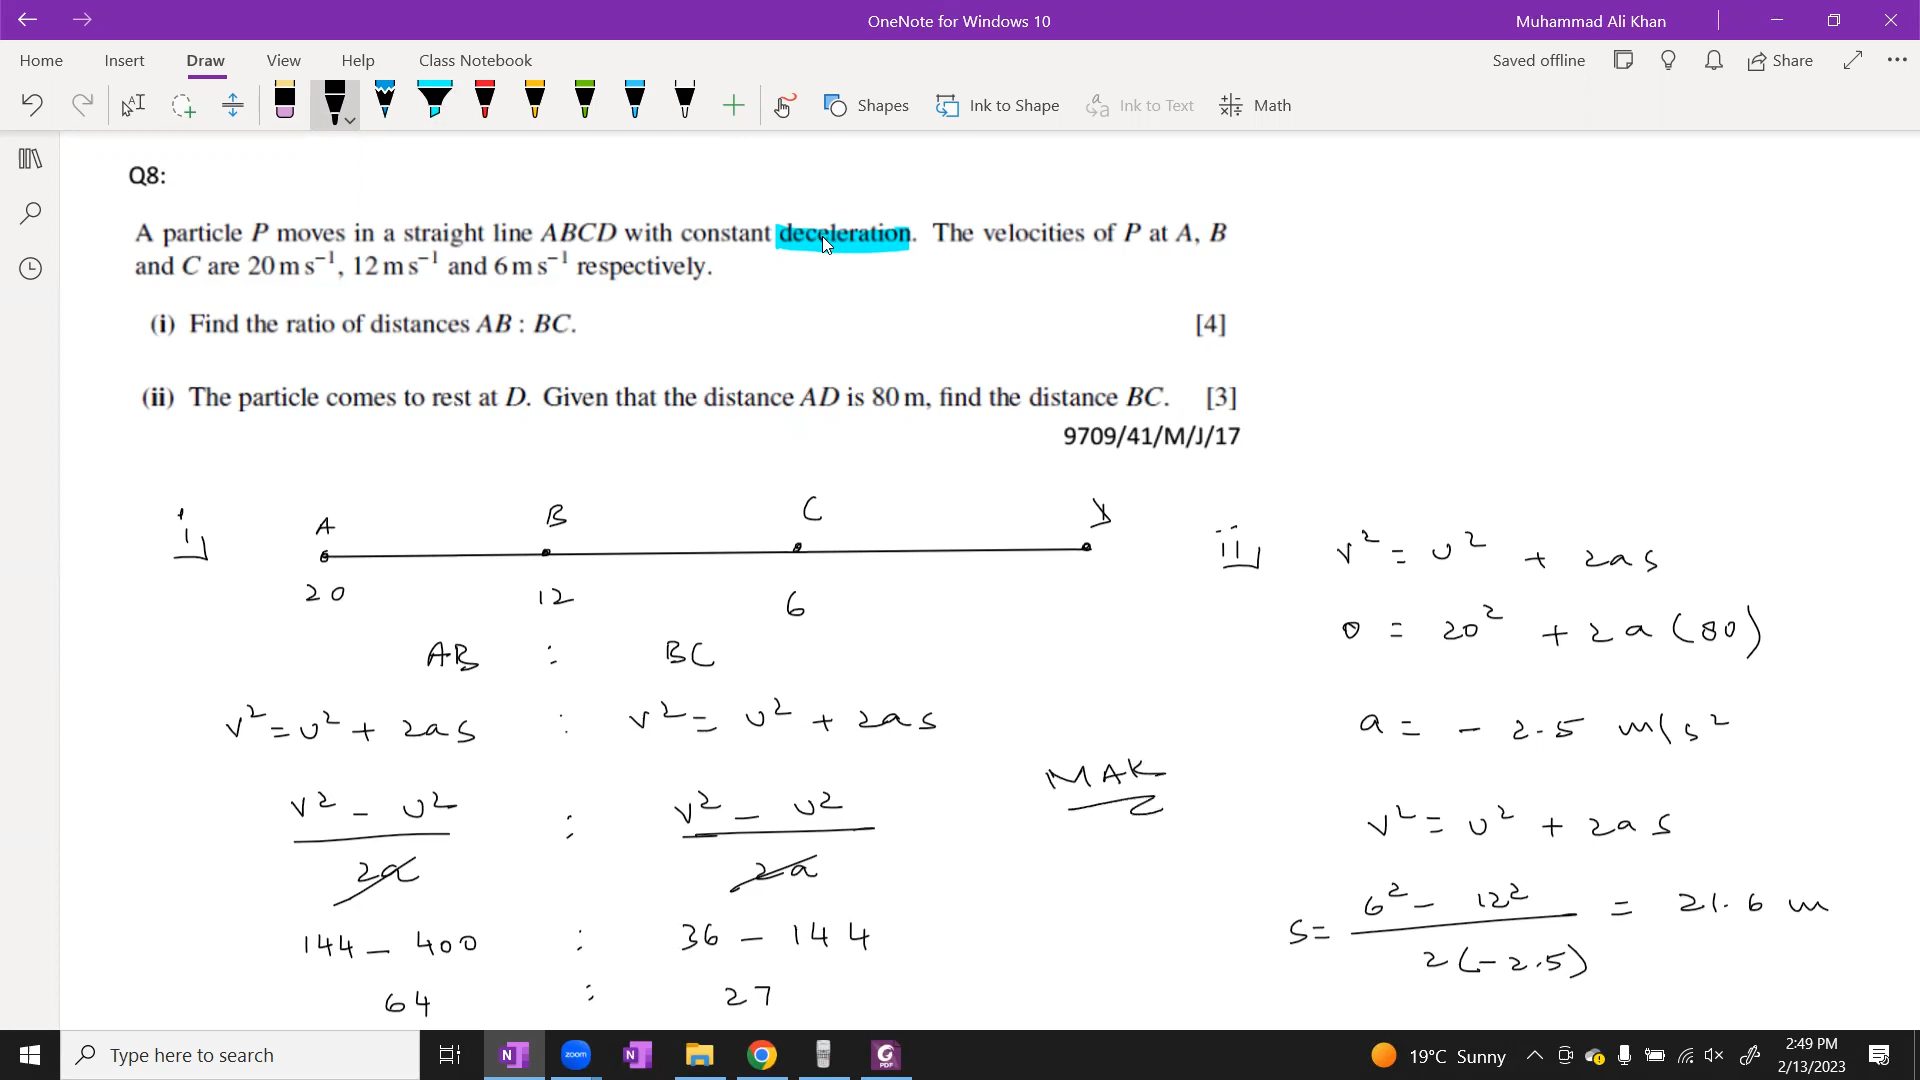 OneNote for Windows 10
Muhammad Ali Khan
Home Insert Draw View Help Class Notebook
Saved offline
Share
Shapes
Ink to Shape
Ink to Text
Math
Q8:
A particle P moves in a straight line ABCD with constant deceleration. The velocities of P at A, B
and C are 20 m s⁻¹, 12 m s⁻¹ and 6 m s⁻¹ respectively.
(i) Find the ratio of distances AB : BC. [4]
(ii) The particle comes to rest at D. Given that the distance AD is 80 m, find the distance BC. [3]
9709/41/M/J/17
i
A B C D
20 12 6
AB : BC
v² = u² + 2as : v² = u² + 2as
v² - u² : v² - u²
2a 2a
144 - 400 : 36 - 144
64 : 27
MAK
ii
v² = u² + 2as
0 = 20² + 2a(80)
a = - 2.5 m/s²
v² = u² + 2as
s = 6² - 12² = 21.6 m
2(-2.5)
Type here to search
zoom
PDF
19°C Sunny
2:49 PM
2/13/2023